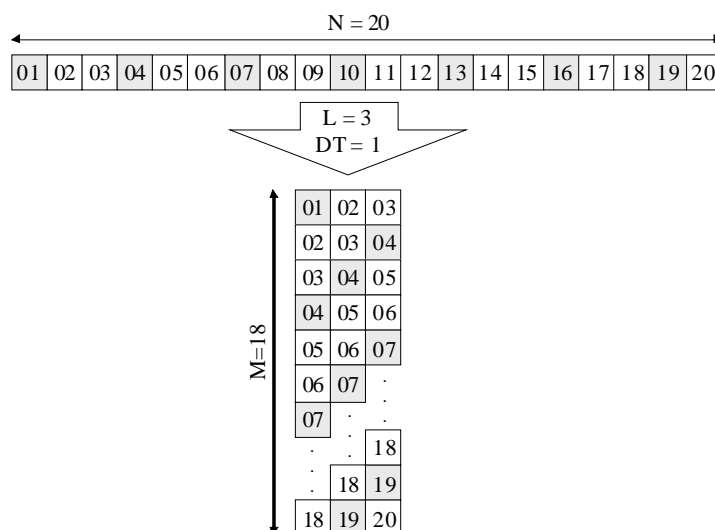 N = 20
01 02 03 04 05 06 07 08 09 10 11 12 13 14 15 16 17 18 19 20
L = 3
DT = 1
M=18
01 02 03
02 03 04
03 04 05
04 05 06
05 06 07
06 07 .
07 . .
. . 18
. 18 19
18 19 20